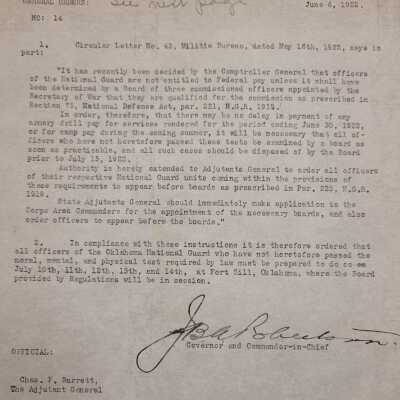 GENERAL ORDERS:
see next page
June 6, 1922.
NO: 14
1. Circular Letter No. 43, Militia Bureau, dated May 16th, 1922, says in
part:
"It has recently been decided by the Comptroller General that officers
of the National Guard are not entitled to Federal pay unless it shall have
been determined by a Board of three commissioned officers appointed by the
Secretary of War that they are qualified for the commission as prescribed in
Section 75, National Defense Act, par. 221, N.G.R. 1919.
In order, therefore, that there may be no delay in payment of any
armory drill pay for services rendered for the period ending June 30, 1922,
or for camp pay during the coming summer, it will be necessary that all of-
ficers who have not heretofore passed these tests be examined by a board as
soon as practicable, and all such cases should be disposed of by the Board
prior to July 15, 1922.
Authority is hereby extended to Adjutants General to order all officers
of their respective National Guard units coming within the provisions of
these requirements to appear before boards as prescribed in Par. 223, N.G.R.
1919.
State Adjutants General should immediately make application to the
Corps Area Commanders for the appointment of the necessary boards, and also
order officers to appear before the boards."
2. In compliance with these instructions it is therefore ordered that
all officers of the Oklahoma National Guard who have not heretofore passed the
moral, mental, and physical test required by law must be prepared to do so on
July 10th, 11th, 12th, 13th, and 14th, at Fort Sill, Oklahoma, where the Board
provided by Regulations will be in session.
JBA Robertson.
Governor and Commander-in-Chief
OFFICIAL:
Chas. F. Barrett,
The Adjutant General